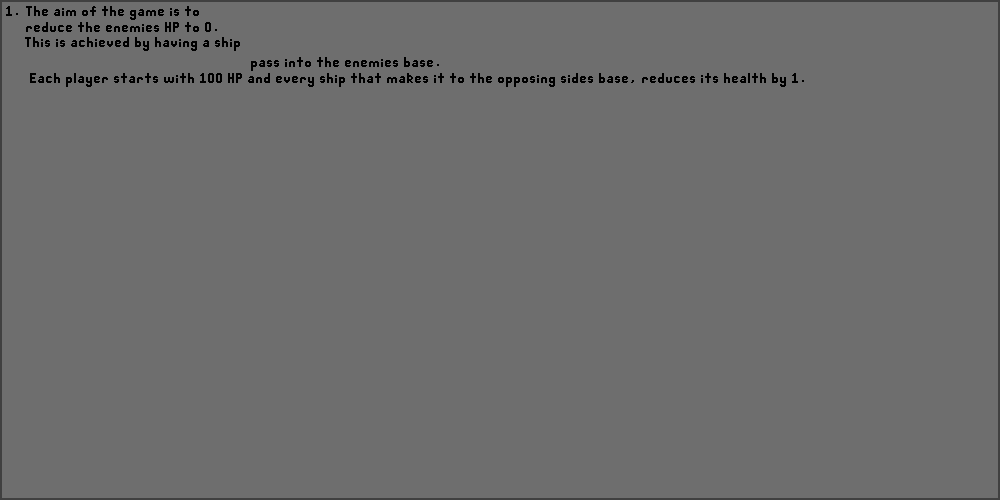 1. The aim of the game is to
reduce the enemies HP to 0.
This is achieved by having a ship
pass into the enemies base.
Each player starts with 100 HP and every ship that makes it to the opposing sides base, reduces its health by 1.